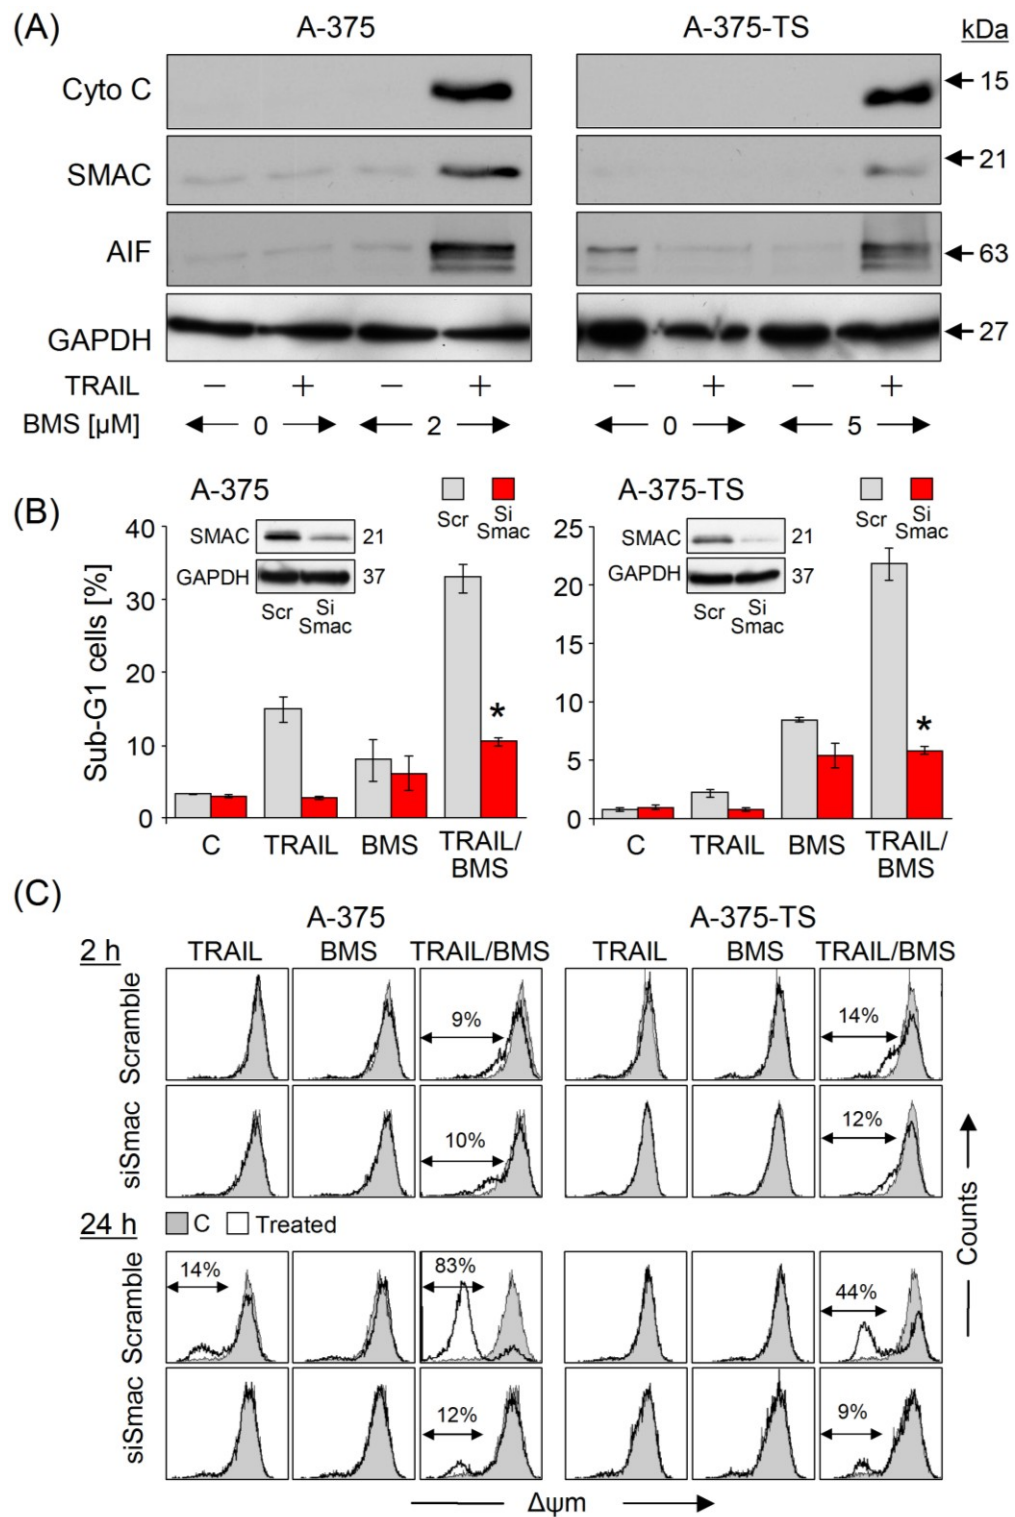 (A) A-375 A-375-TS kDa
Cyto C 15
SMAC 21
AIF 63
GAPDH 27
TRAIL − + − + − + − +
BMS [µM] 0 2 0 5
(B) A-375 Scr Si Smac A-375-TS Scr Si Smac
Sub-G1 cells [%]
40
30
20
10
0
SMAC 21
GAPDH 37
Scr Si Smac
*
C TRAIL BMS TRAIL/ BMS
25
20
15
10
5
0
SMAC 21
GAPDH 37
Scr Si Smac
*
C TRAIL BMS TRAIL/ BMS
(C) A-375 A-375-TS
2 h TRAIL BMS TRAIL/BMS TRAIL BMS TRAIL/BMS
Scramble 9% 14%
siSmac 10% 12%
24 h C Treated
Scramble 14% 83% 44%
siSmac 12% 9%
Counts
Δψm